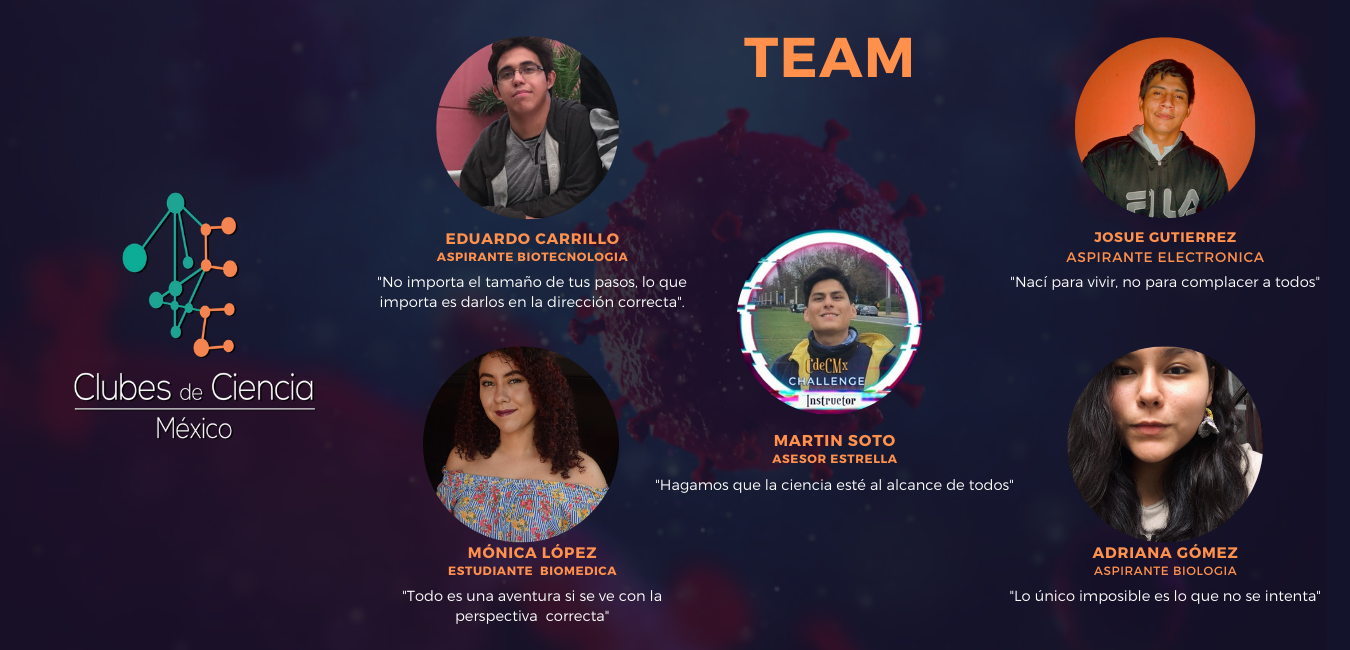 TEAM
Clubes de Ciencia
México
EDUARDO CARRILLO
ASPIRANTE BIOTECNOLOGIA
"No importa el tamaño de tus pasos, lo que
importa es darlos en la dirección correcta".
JOSUE GUTIERREZ
ASPIRANTE ELECTRONICA
"Nací para vivir, no para complacer a todos"
CdeCMx
CHALLENGE
Instructor
MARTIN SOTO
ASESOR ESTRELLA
"Hagamos que la ciencia esté al alcance de todos"
MÓNICA LÓPEZ
ESTUDIANTE BIOMEDICA
"Todo es una aventura si se ve con la
perspectiva correcta"
ADRIANA GÓMEZ
ASPIRANTE BIOLOGIA
"Lo único imposible es lo que no se intenta"